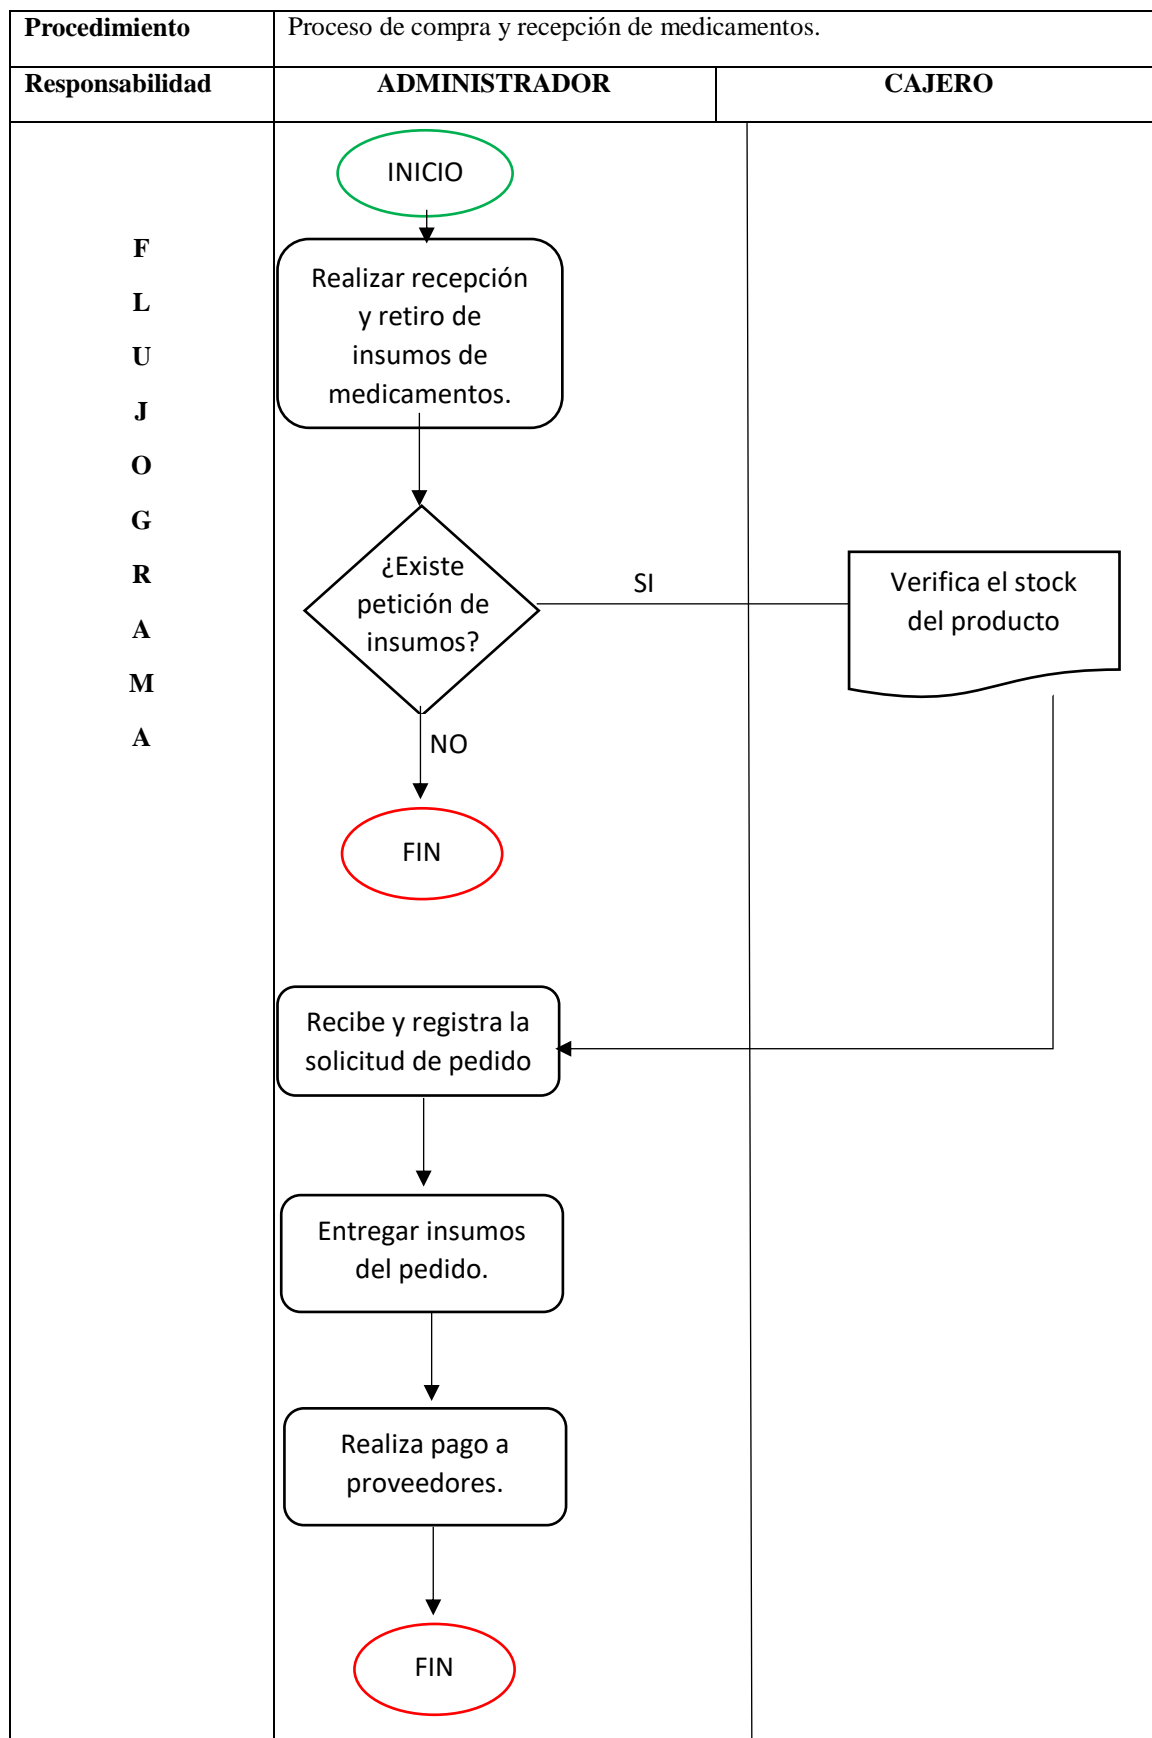 Procedimiento
Proceso de compra y recepción de medicamentos.
Responsabilidad
ADMINISTRADOR
CAJERO
F
L
U
J
O
G
R
A
M
A
INICIO
Realizar recepción
y retiro de
insumos de
medicamentos.
¿Existe
petición de
insumos?
SI
Verifica el stock
del producto
NO
FIN
Recibe y registra la
solicitud de pedido
Entregar insumos
del pedido.
Realiza pago a
proveedores.
FIN